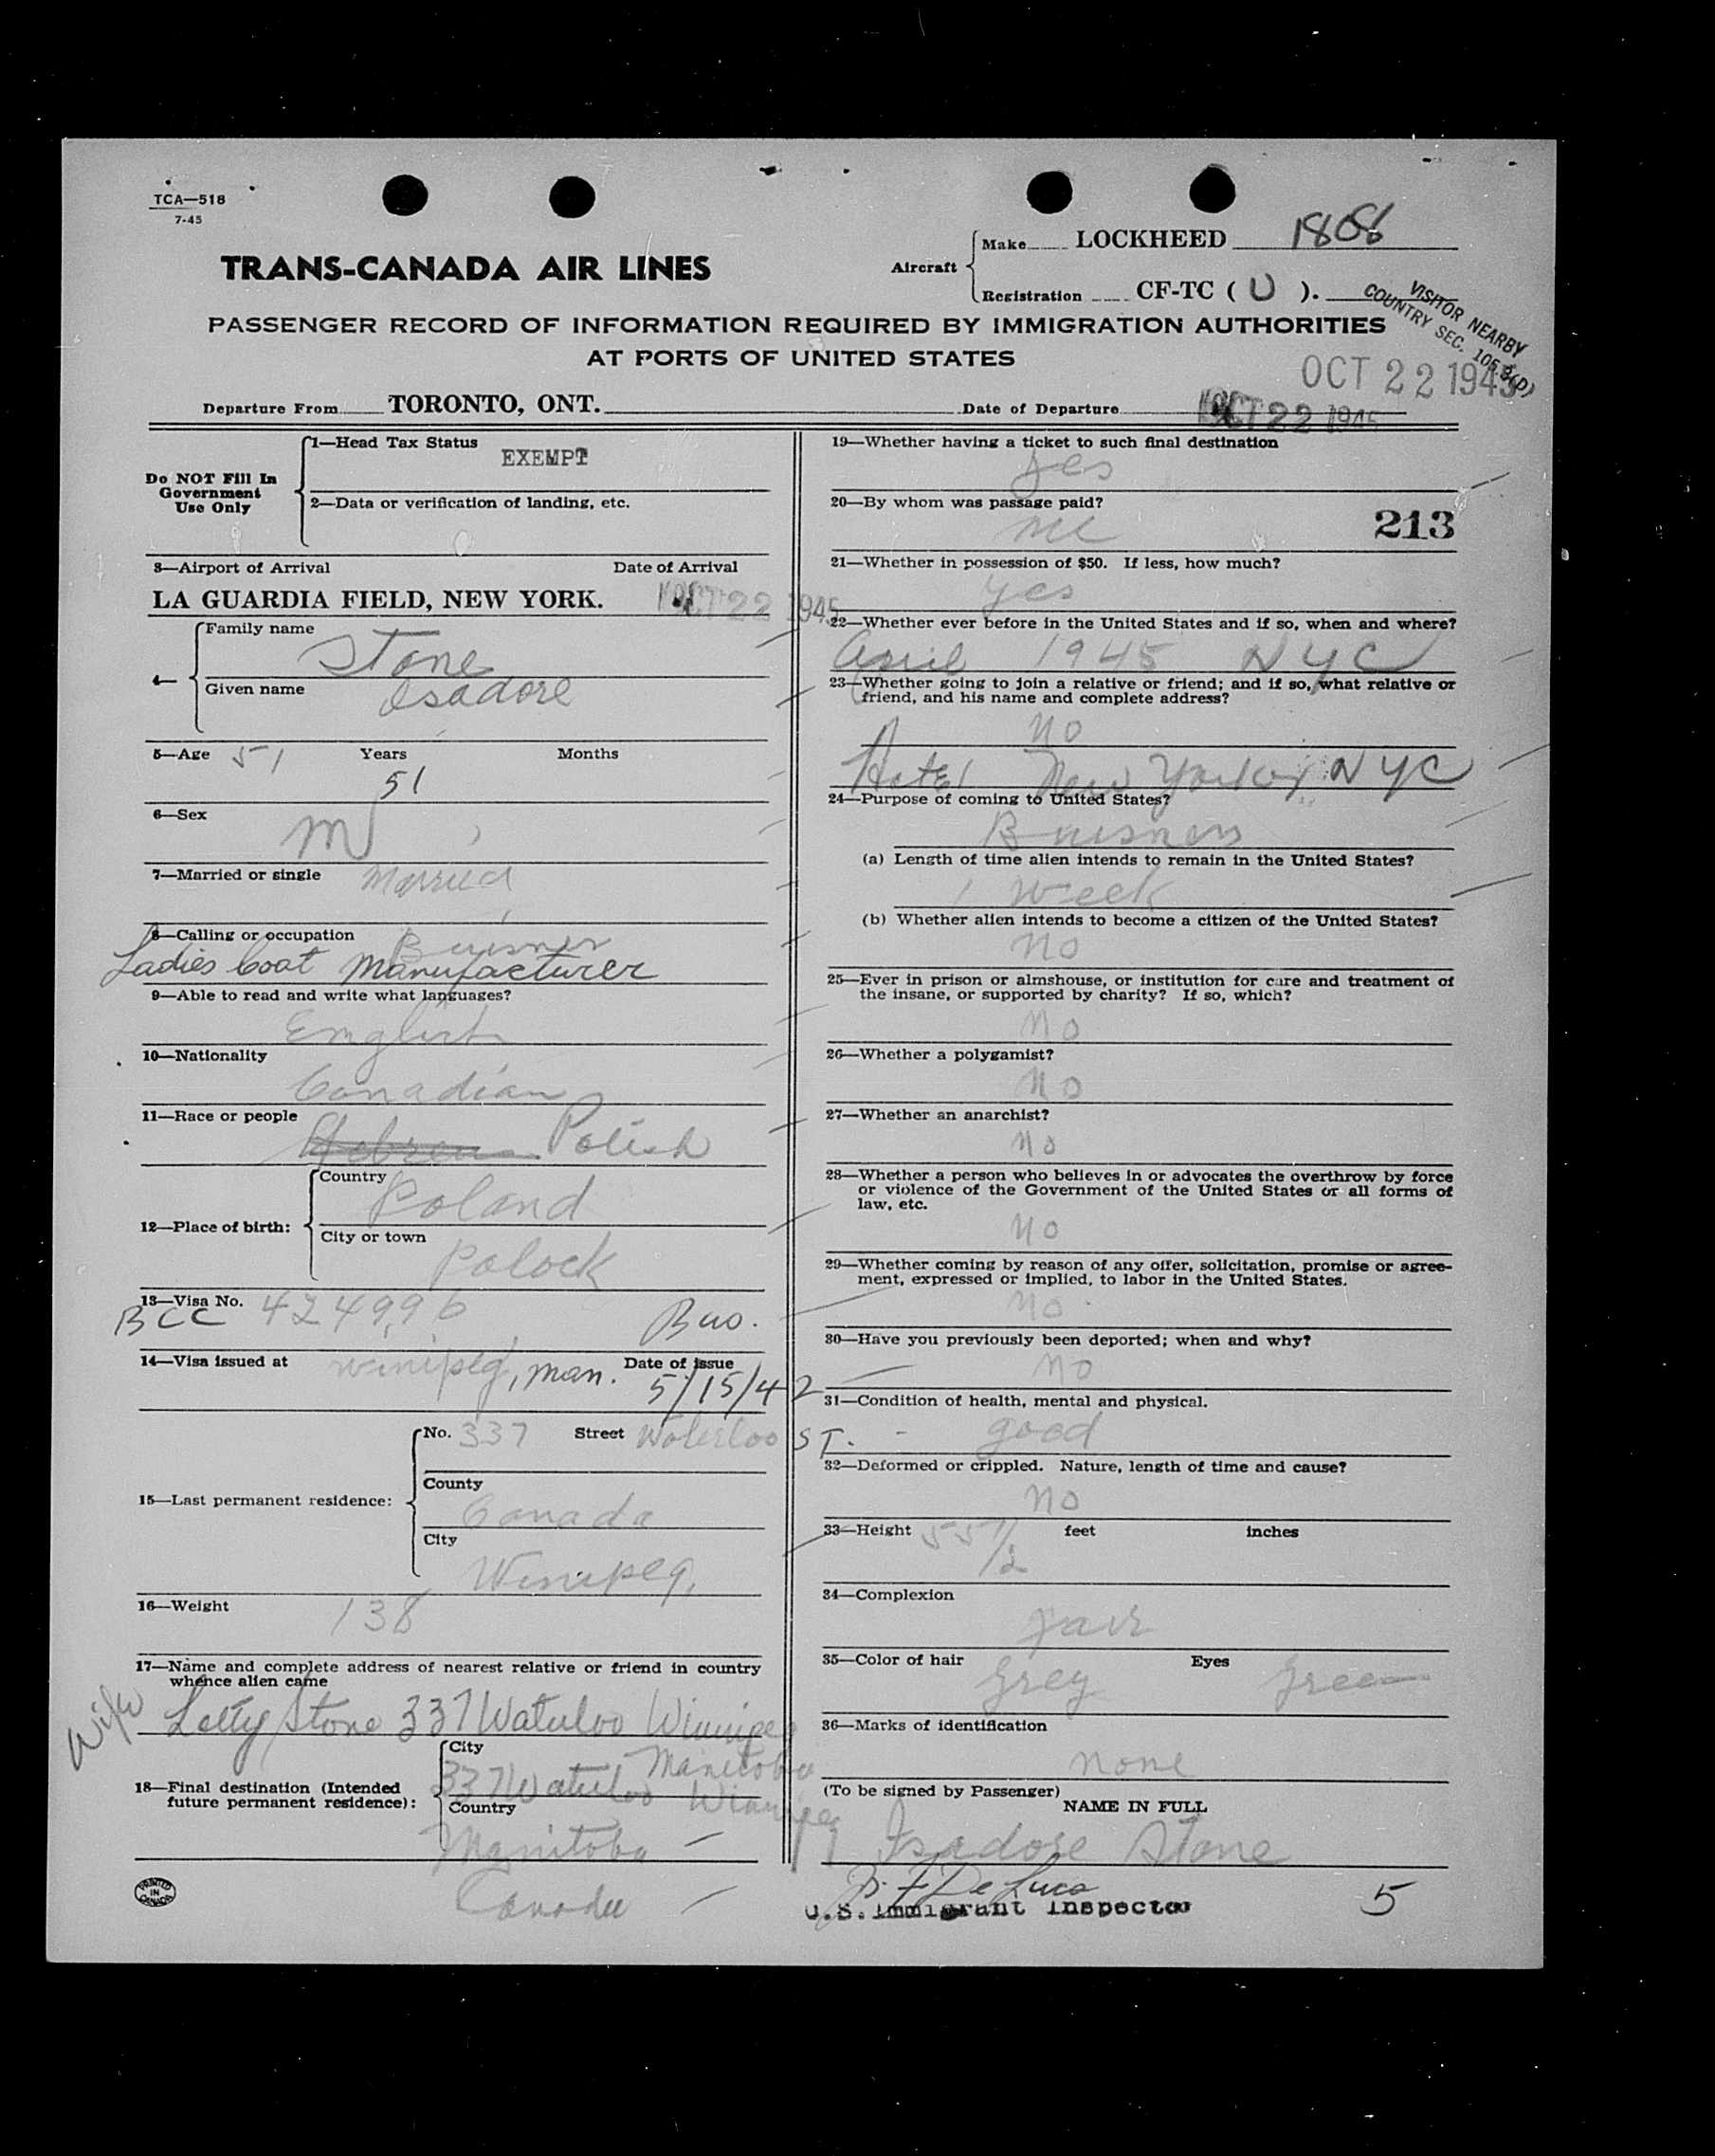 TCA—518
7-45
TRANS-CANADA AIR LINES
Aircraft
Make LOCKHEED 1808
Registration CF-TC ( U ).
VISITOR NEARBY
COUNTRY SEC.
PASSENGER RECORD OF INFORMATION REQUIRED BY IMMIGRATION AUTHORITIES
AT PORTS OF UNITED STATES
OCT 22 1945
Departure From TORONTO, ONT. Date of Departure OCT 22 1945
Do NOT Fill In
Government
Use Only
1—Head Tax Status
EXEMPT
2—Data or verification of landing, etc.
3—Airport of Arrival Date of Arrival
LA GUARDIA FIELD, NEW YORK. OCT 22 1945
4—
Family name
Stone
Given name
Isadore
5—Age 51 Years Months
51
6—Sex
M
7—Married or single Married
8—Calling or occupation
Buisness
Ladies Coat Manufacturer
9—Able to read and write what languages?
English
10—Nationality
Canadian
11—Race or people
Hebrew Polish
12—Place of birth:
Country
Poland
City or town
Polock
13—Visa No. 424996
BCC Bus.
14—Visa issued at Winipeg, Man. Date of issue
5/15/42
15—Last permanent residence:
No. 337 Street Waterloo ST.
County
Canada
City
Winipeg,
16—Weight 138
17—Name and complete address of nearest relative or friend in country
whence alien came
Wife Letty Stone 337 Waterloo Winnipeg
Manitoba
18—Final destination (Intended
future permanent residence):
City
337 Waterloo Winnipeg
Country
Manitoba
Canada
PRINTED
IN
CANADA
19—Whether having a ticket to such final destination
Yes
20—By whom was passage paid?
me
213
21—Whether in possession of $50. If less, how much?
Yes
22—Whether ever before in the United States and if so, when and where?
April 1945 NYC
23—Whether going to join a relative or friend; and if so, what relative or
friend, and his name and complete address?
No
Hotel New Yorker, NYC
24—Purpose of coming to United States?
Buisness
(a) Length of time alien intends to remain in the United States?
1 Week
(b) Whether alien intends to become a citizen of the United States?
No
25—Ever in prison or almshouse, or institution for care and treatment of
the insane, or supported by charity? If so, which?
No
26—Whether a polygamist?
No
27—Whether an anarchist?
No
28—Whether a person who believes in or advocates the overthrow by force
or violence of the Government of the United States or all forms of
law, etc.
No
29—Whether coming by reason of any offer, solicitation, promise or agree-
ment, expressed or implied, to labor in the United States.
No
30—Have you previously been deported; when and why?
No
31—Condition of health, mental and physical.
good
32—Deformed or crippled. Nature, length of time and cause?
No
33—Height 55 1/2 feet inches
34—Complexion
Fair
35—Color of hair Eyes
Grey Green
36—Marks of identification
none
(To be signed by Passenger)
NAME IN FULL
Isadore Stone
De Luca
U.S. Immigrant Inspector
5